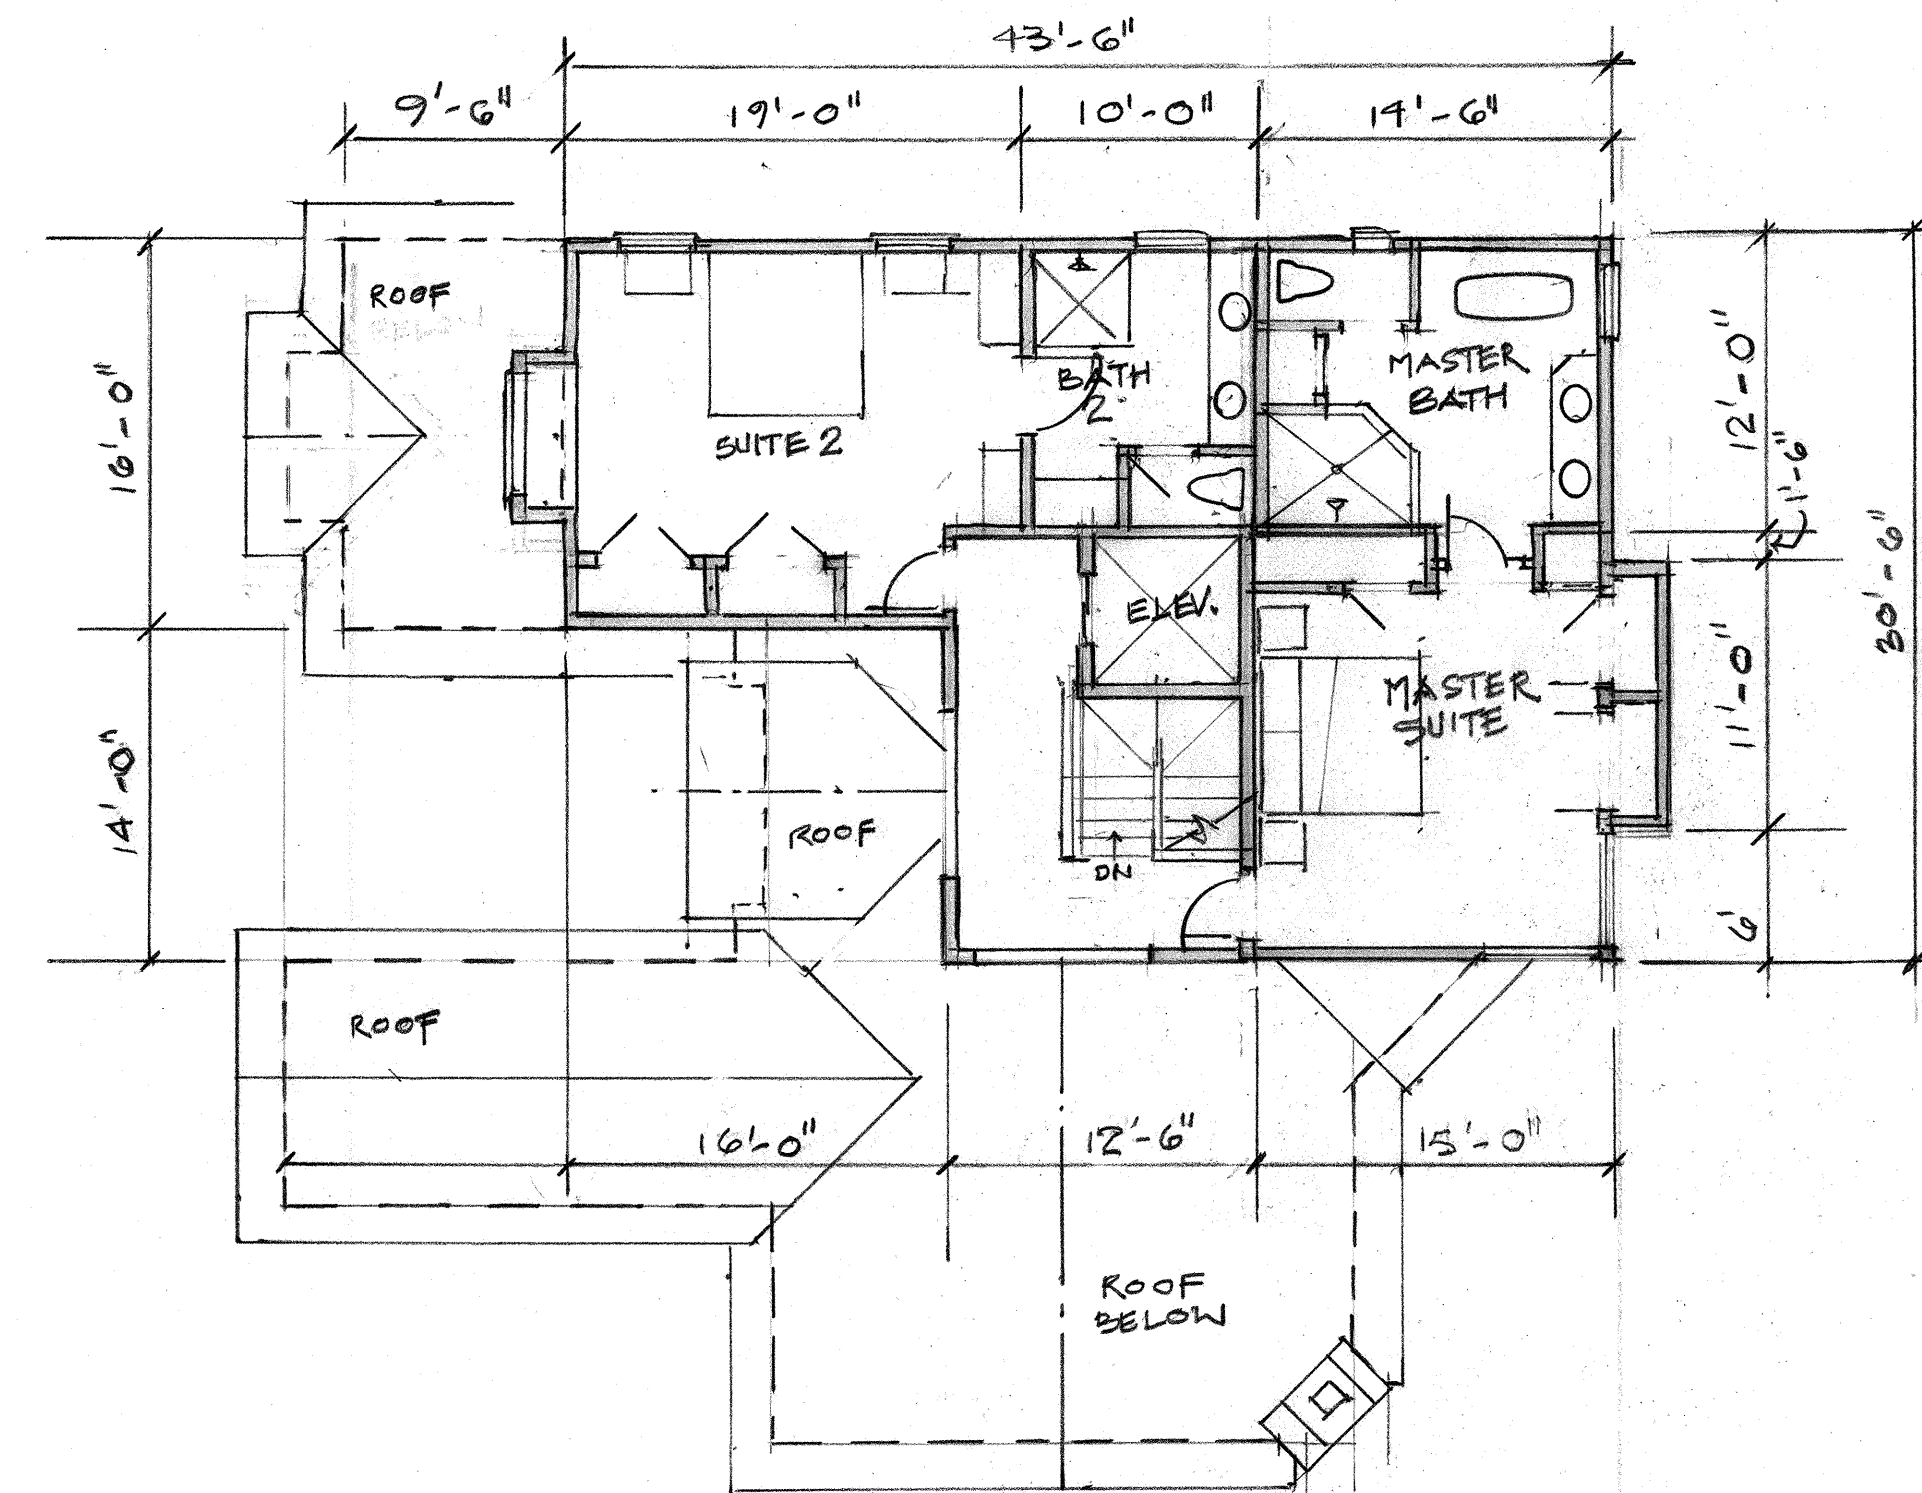 43'-6"
9'-6"
19'-0"
10'-0"
14'-6"
ROOF
BATH
2
MASTER
BATH
SUITE 2
16'-0"
12'-0"
1'-6"
30'-6"
ELEV.
MASTER
SUITE
11'-0"
14'-0"
ROOF
DN
6'
ROOF
16'-0"
12'-6"
15'-0"
ROOF
BELOW